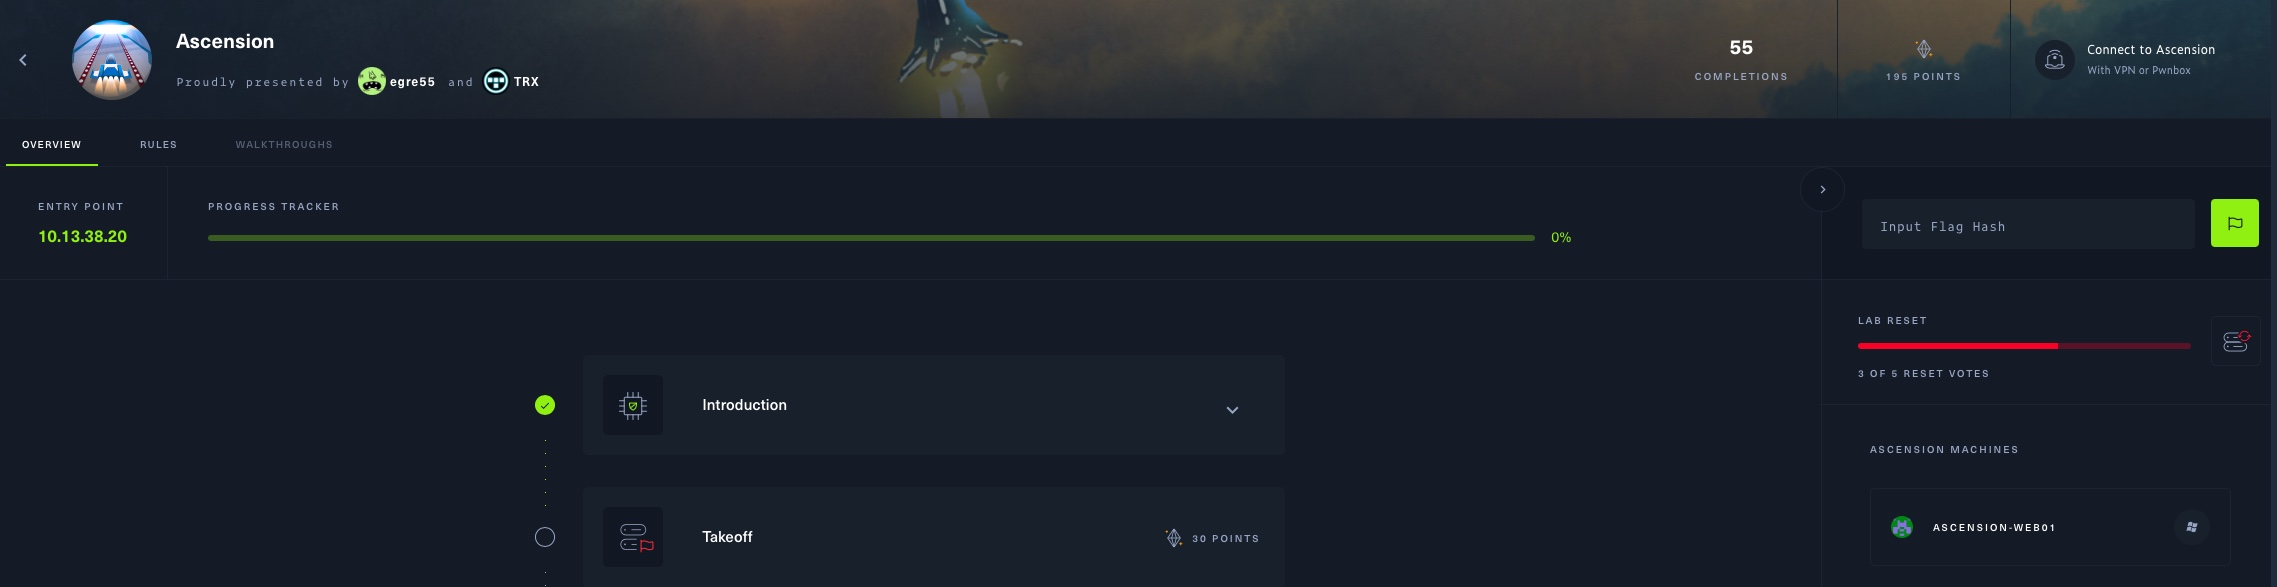 Ascension
Proudly presented by egre55 and TRX
55
COMPLETIONS
195 POINTS
Connect to Ascension
With VPN or Pwnbox
OVERVIEW
RULES
WALKTHROUGHS
ENTRY POINT
10.13.38.20
PROGRESS TRACKER
0%
Input Flag Hash
LAB RESET
3 OF 5 RESET VOTES
Introduction
Takeoff
30 POINTS
ASCENSION MACHINES
ASCENSION-WEB01